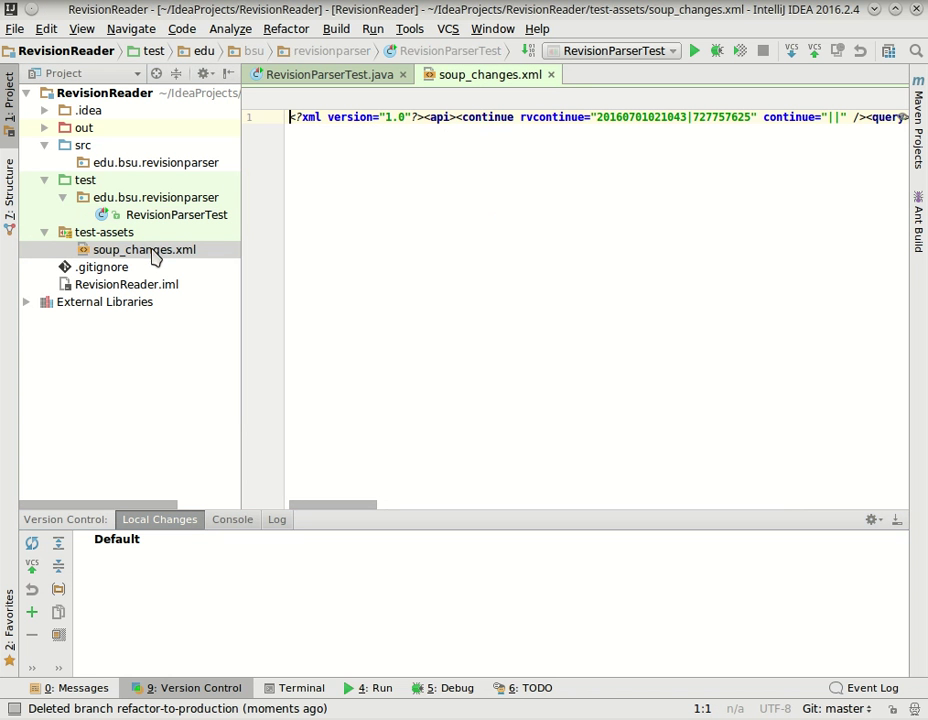 RevisionReader - [~/IdeaProjects/RevisionReader] - [RevisionReader] - ~/IdeaProjects/RevisionReader/test-assets/soup_changes.xml - IntelliJ IDEA 2016.2.4
File Edit View Navigate Code Analyze Refactor Build Run Tools VCS Window Help
RevisionReader test edu bsu revisionparser RevisionParserTest RevisionParserTest VCS VCS
1: Project
Project
RevisionParserTest.java
soup_changes.xml
RevisionReader ~/IdeaProjects/
.idea
out
src
edu.bsu.revisionparser
test
edu.bsu.revisionparser
RevisionParserTest
test-assets
soup_changes.xml
.gitignore
RevisionReader.iml
External Libraries
1 <?xml version="1.0"?><api><continue rvcontinue="20160701021043|727757625" continue="||" /><query>
7: Structure
2: Favorites
Maven Projects
Ant Build
Version Control: Local Changes Console Log
Default
VCS
0: Messages 9: Version Control Terminal 4: Run 5: Debug 6: TODO Event Log
Deleted branch refactor-to-production (moments ago) 1:1 n/a UTF-8 Git: master